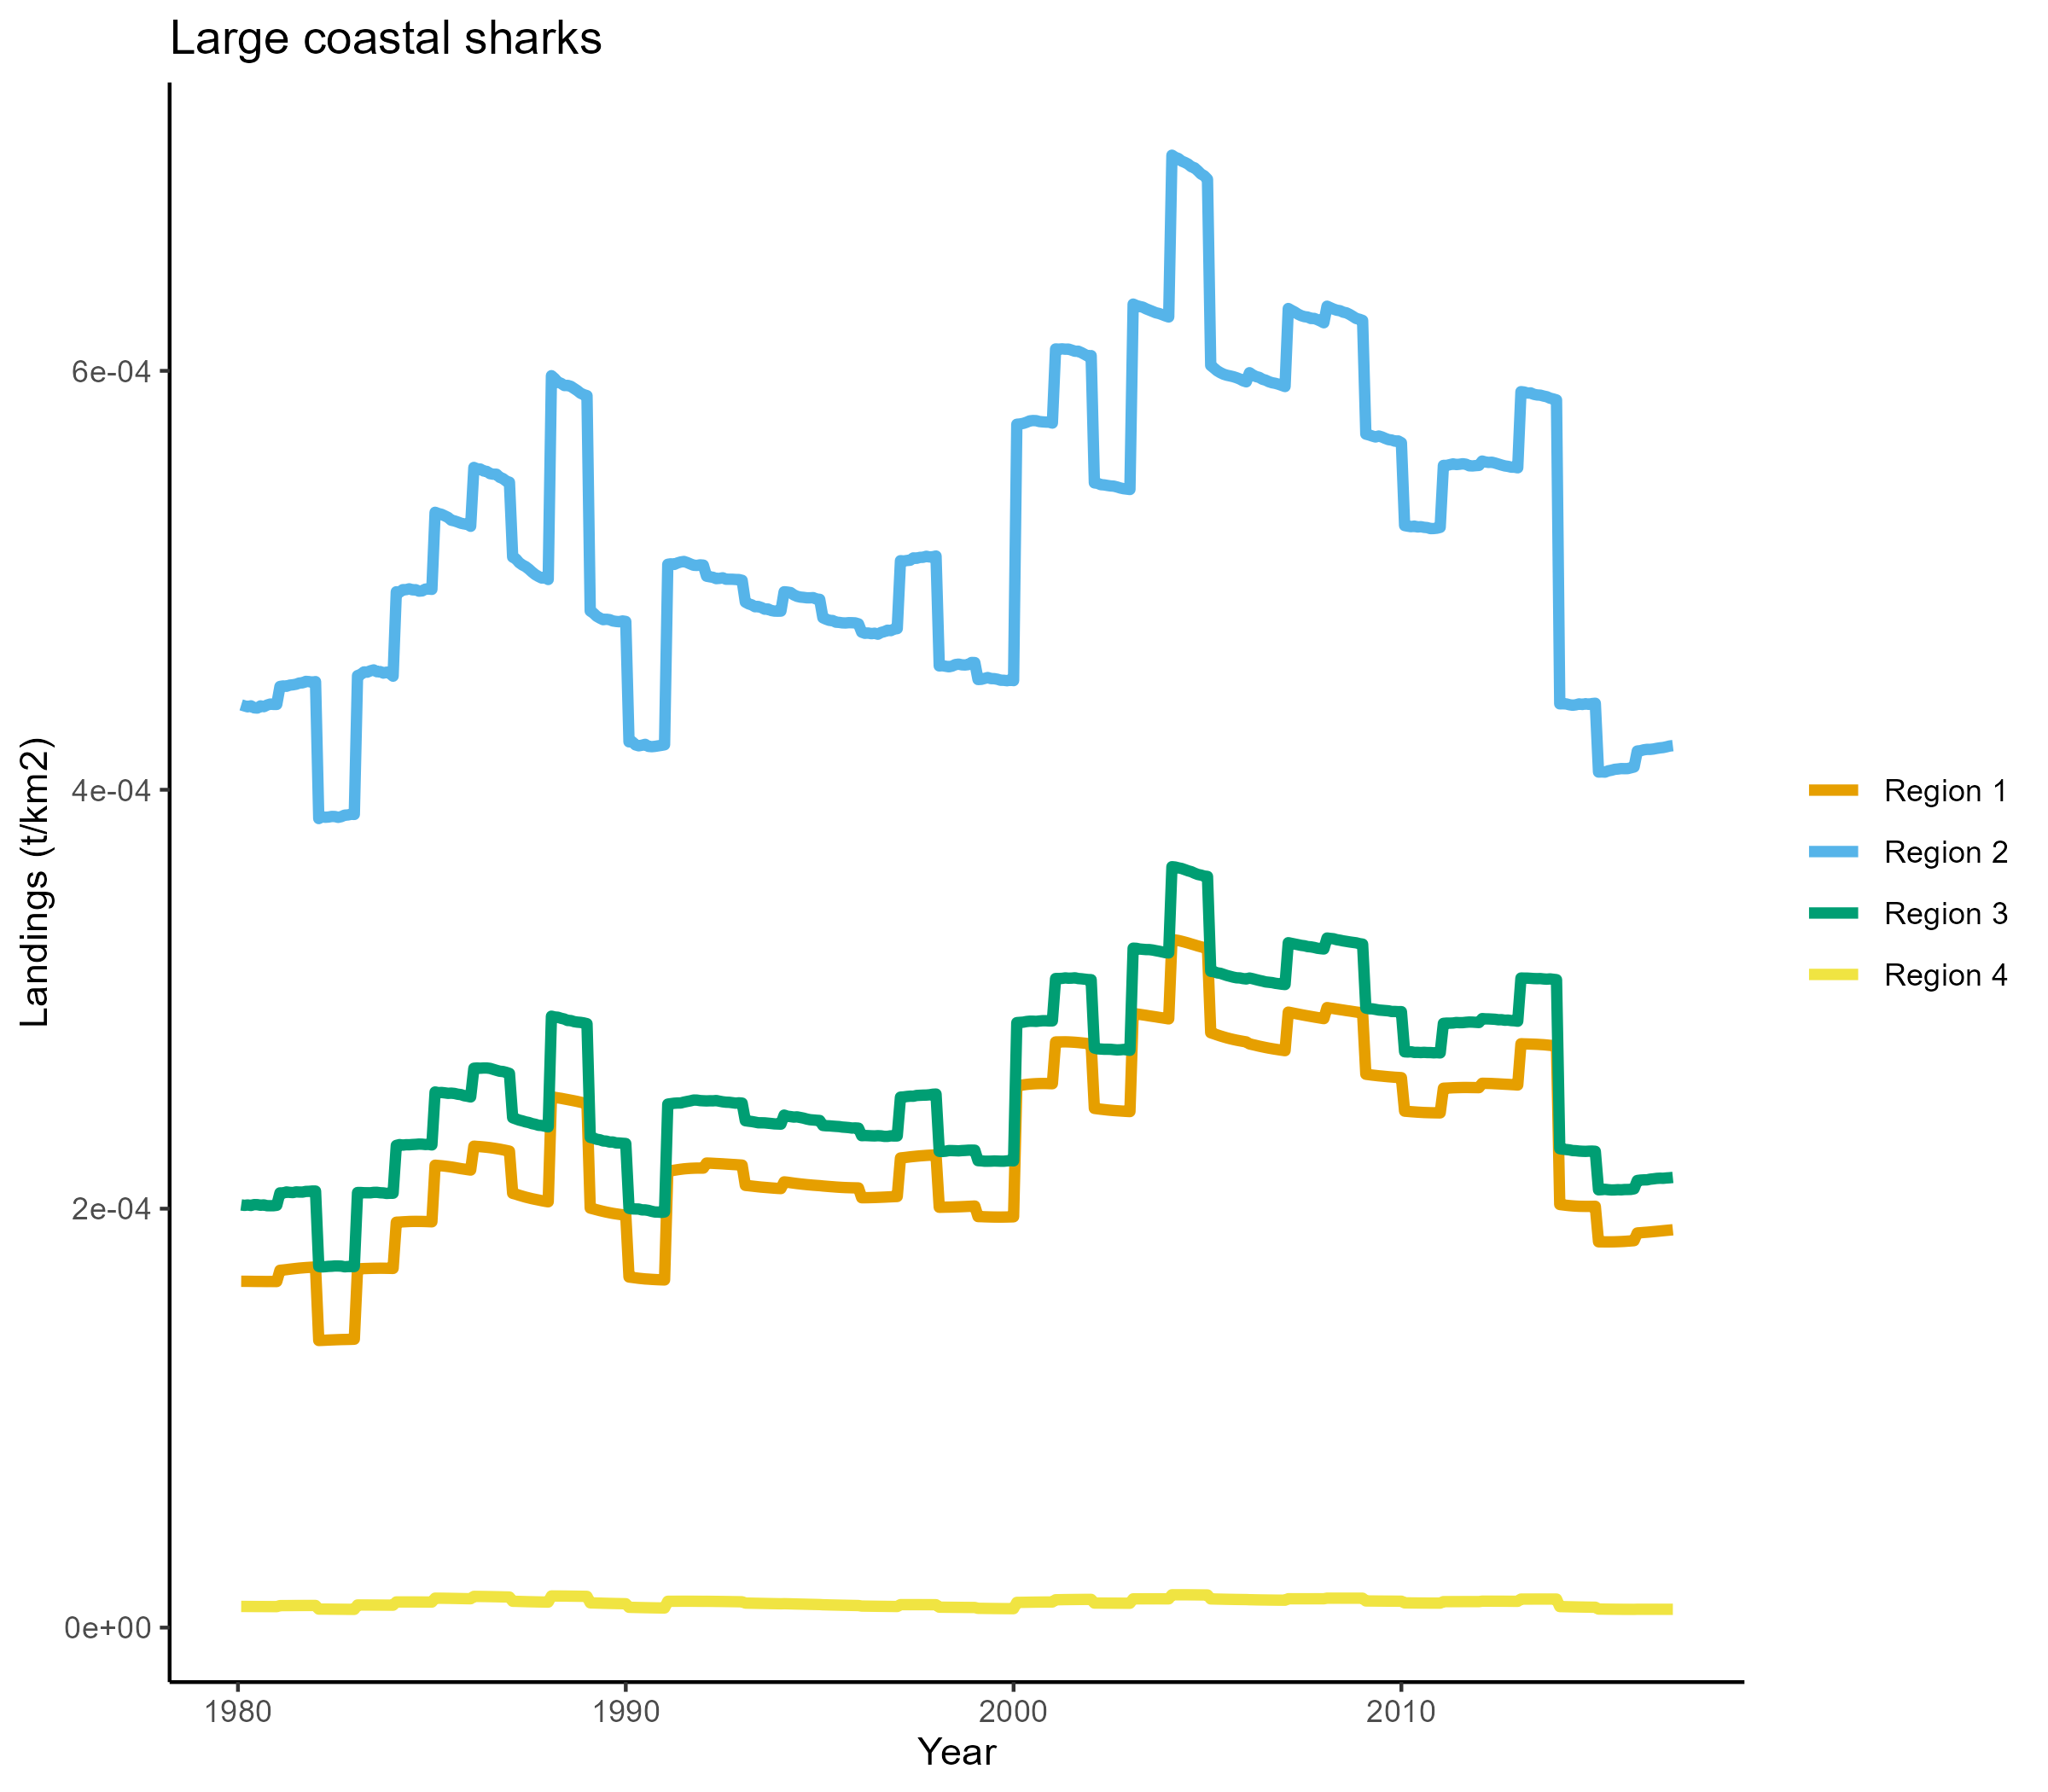 Large coastal sharks
Landings (t/km2)
6e-04
4e-04
2e-04
0e+00
1980
1990
2000
2010
Year
Region 1
Region 2
Region 3
Region 4